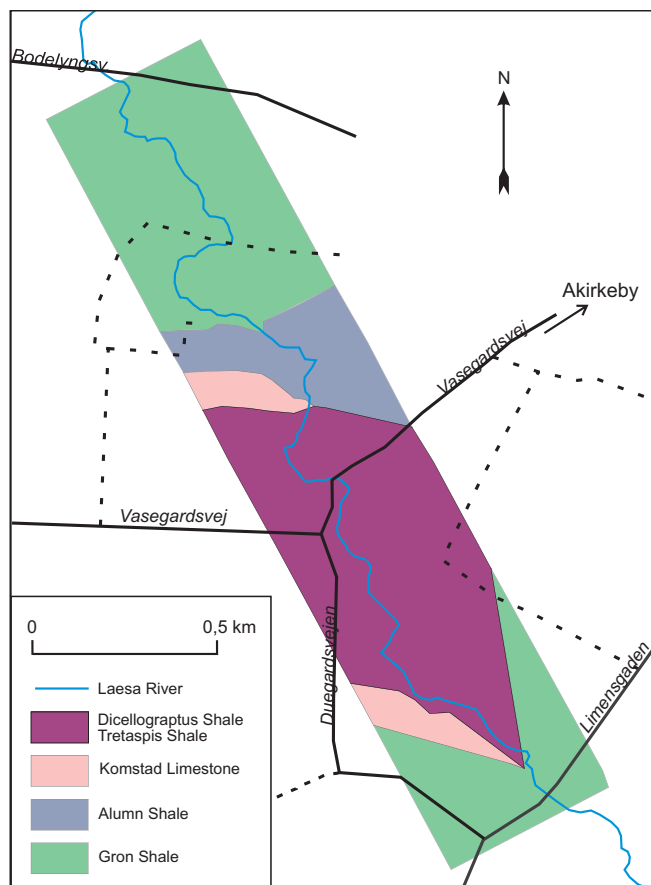 Bodelyngsv
N
Akirkeby
Vasegardsvej
Vasegardsvej
Duegardsvejen
Limensgaden
0 0,5 km
Laesa River
Dicellograptus Shale
Tretaspis Shale
Komstad Limestone
Alumn Shale
Gron Shale